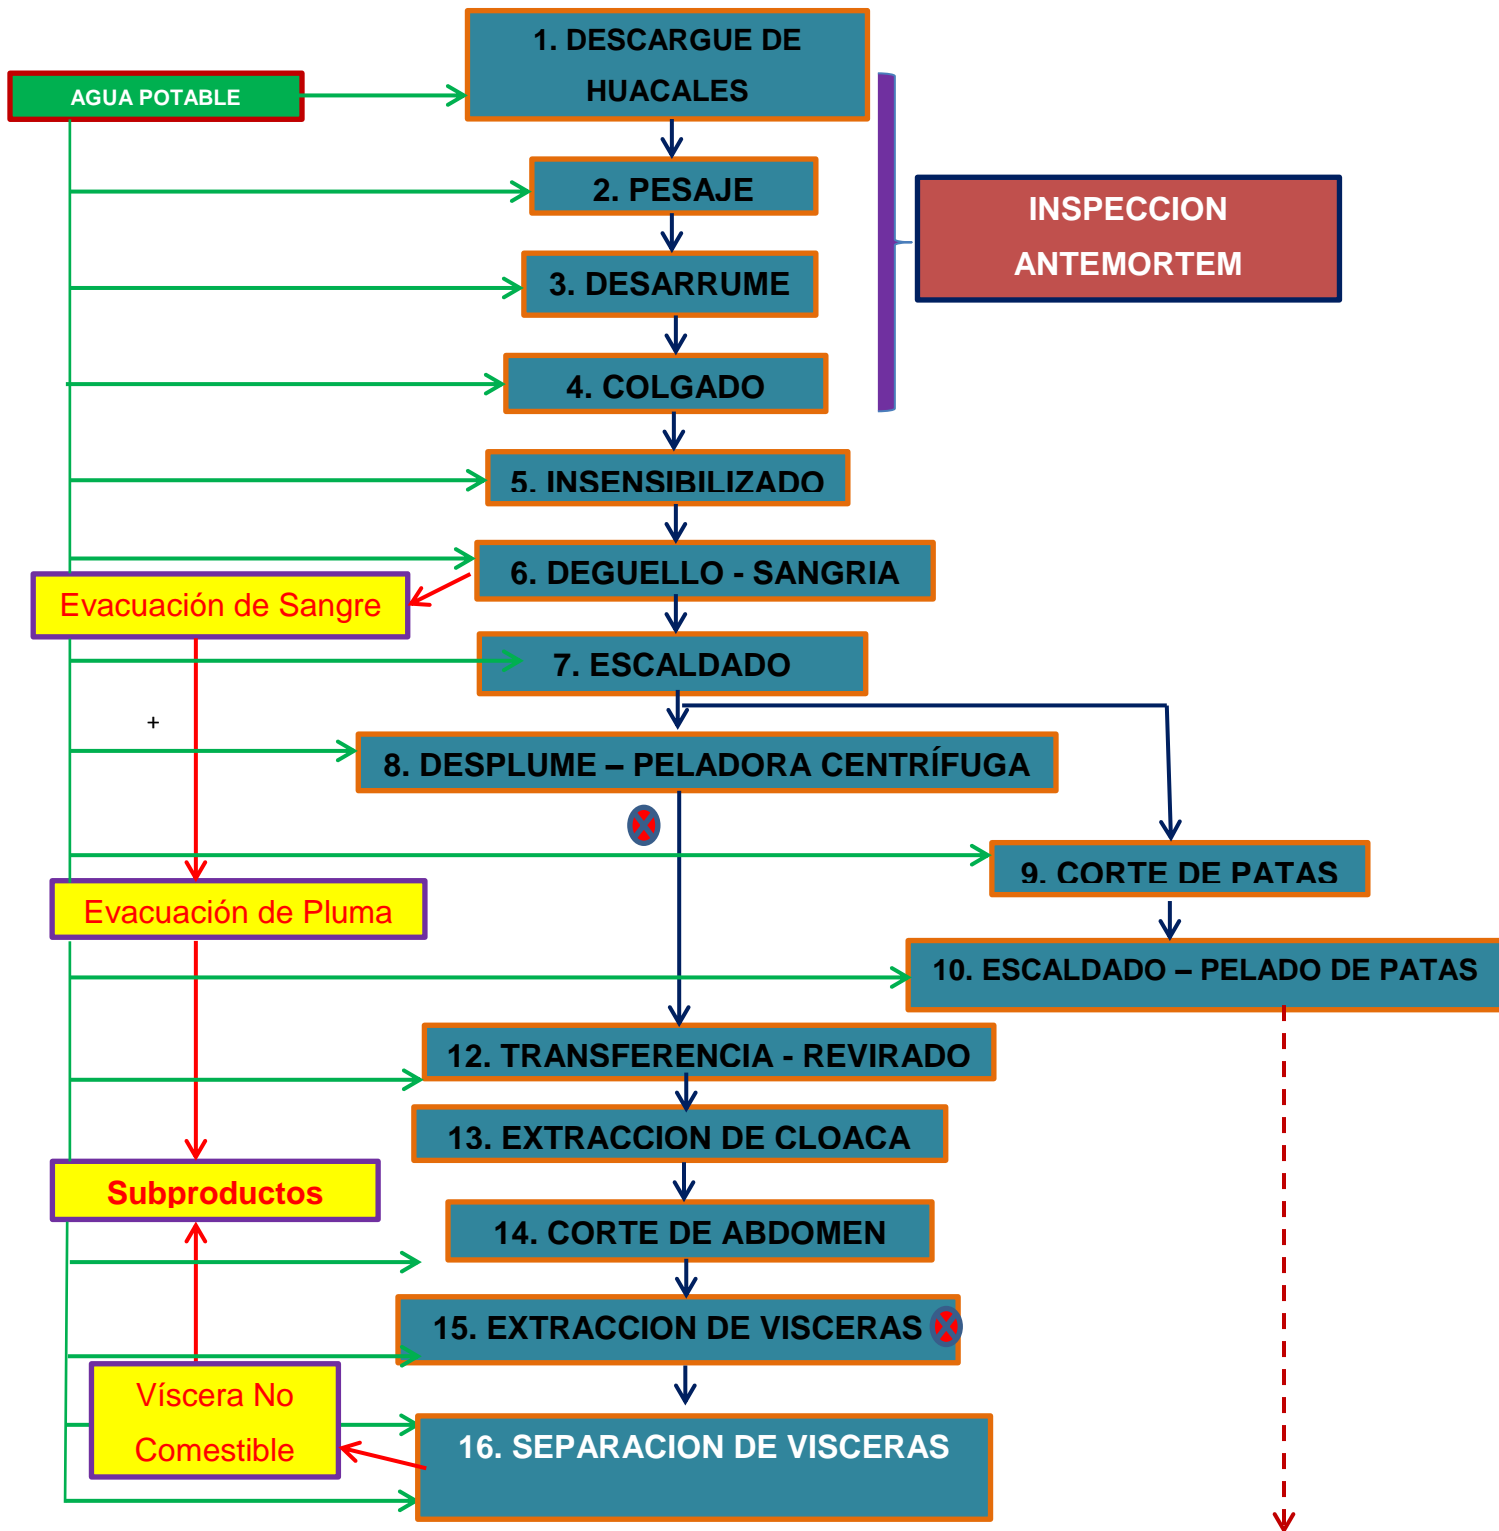 1. DESCARGUE DE
HUACALES
AGUA POTABLE
2. PESAJE
INSPECCION
ANTEMORTEM
3. DESARRUME
4. COLGADO
5. INSENSIBILIZADO
6. DEGUELLO - SANGRIA
Evacuación de Sangre
7. ESCALDADO
+
8. DESPLUME – PELADORA CENTRÍFUGA
9. CORTE DE PATAS
Evacuación de Pluma
10. ESCALDADO – PELADO DE PATAS
12. TRANSFERENCIA - REVIRADO
13. EXTRACCION DE CLOACA
Subproductos
14. CORTE DE ABDOMEN
15. EXTRACCION DE VISCERAS
Víscera No
Comestible
16. SEPARACION DE VISCERAS